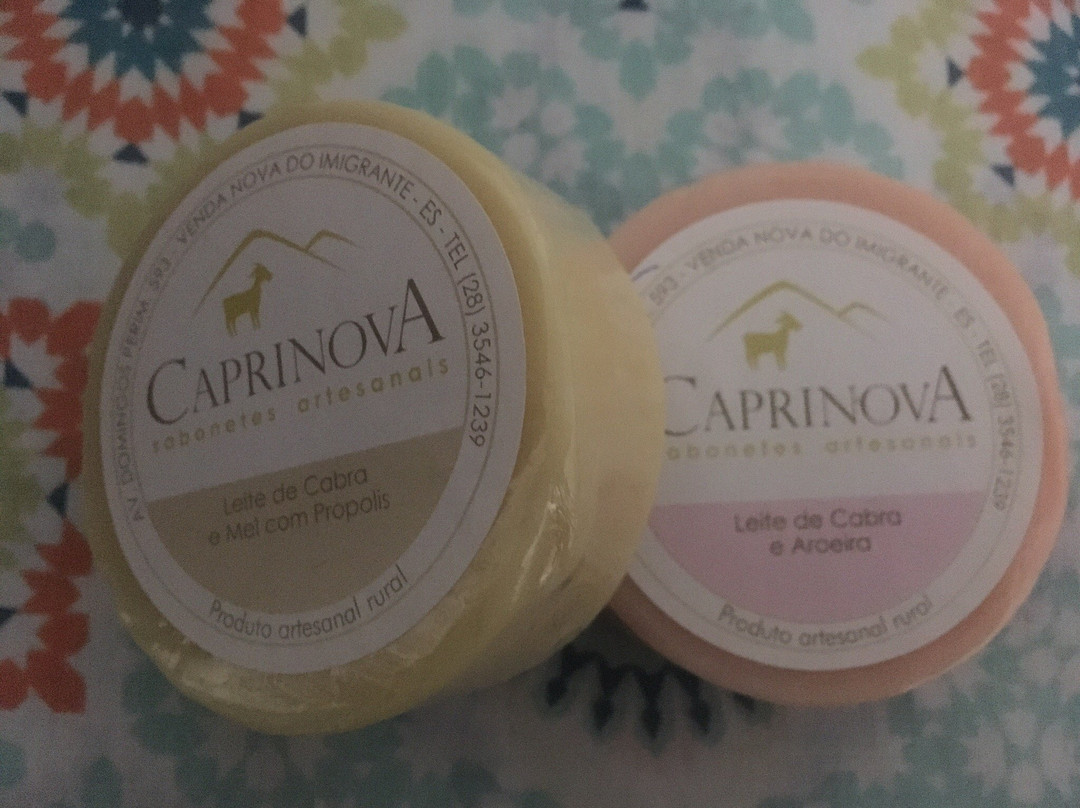 AV. DOMINGOS PERIM, 593 - VENDA NOVA DO IMIGRANTE - ES - TEL (28) 3546-1239
CAPRINOVA
sabonetes artesanais
Leite de Cabra
e Mel com Propolis
Produto artesanal rural
593 - VENDA NOVA DO IMIGRANTE - ES - TEL (28) 3546-1239
CAPRINOVA
sabonetes artesanais
Leite de Cabra
e Aroeira
Produto artesanal rural